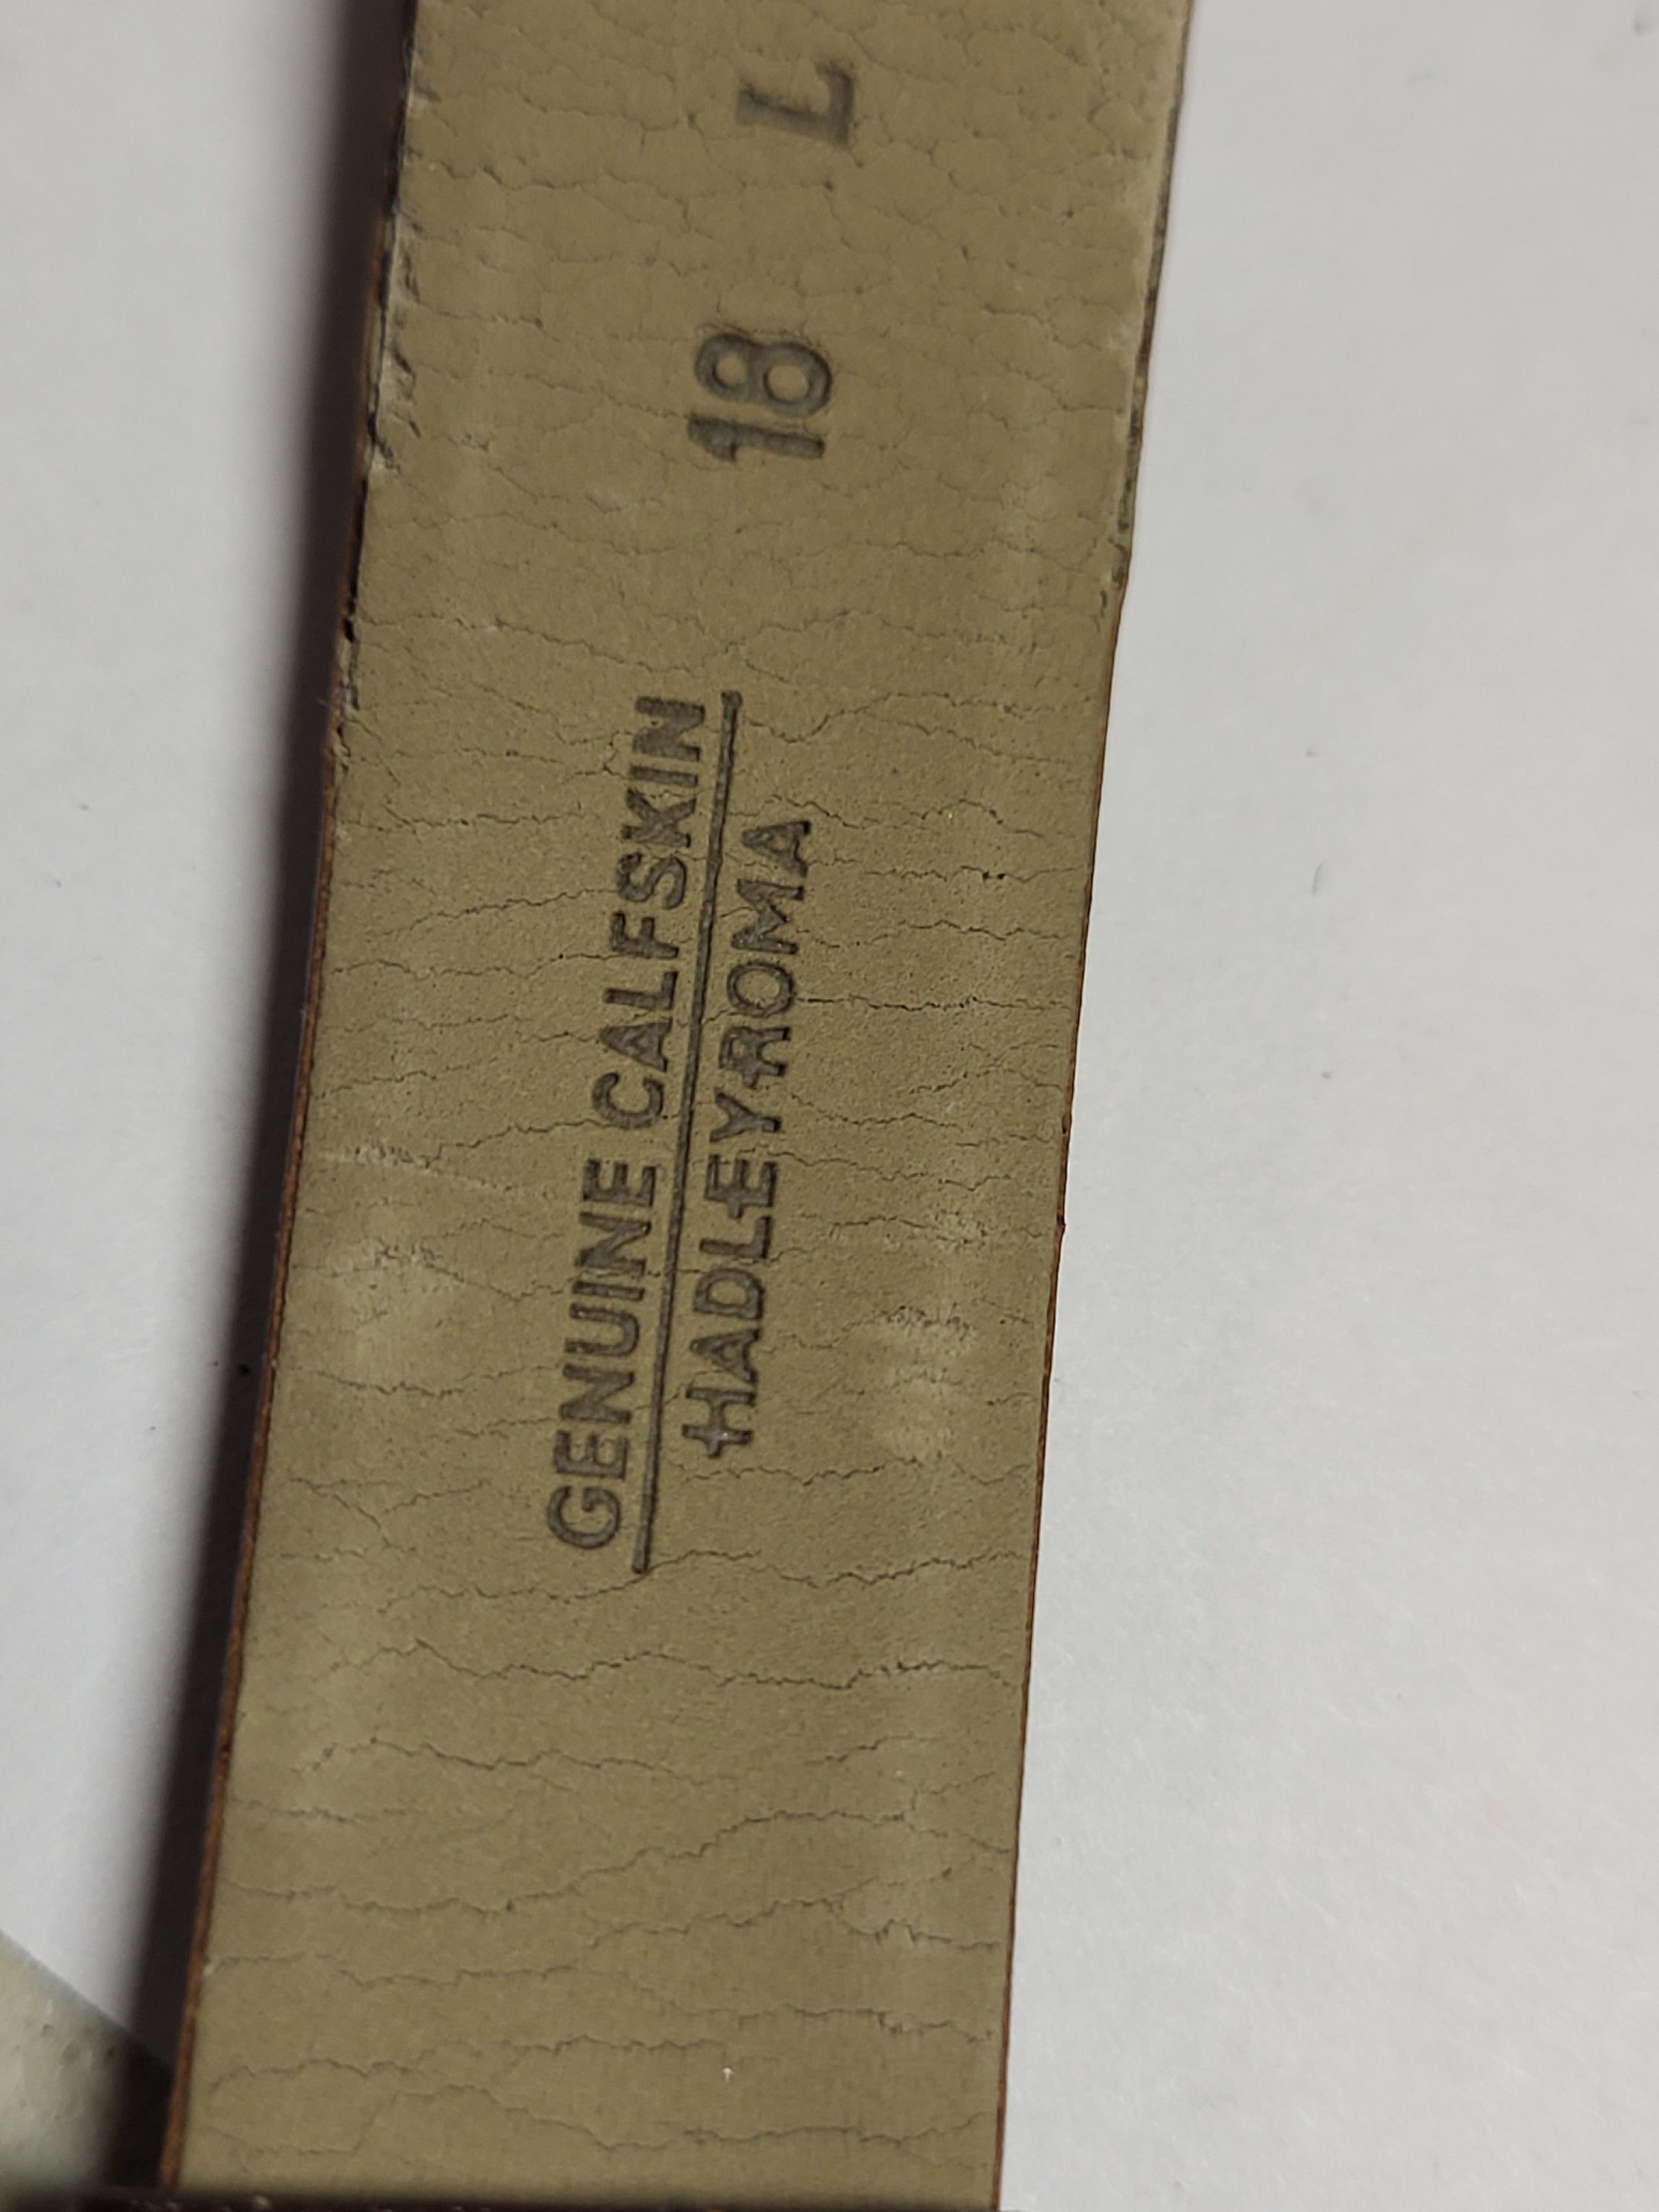 GENUINE CALFSKIN
HADLEY ROMA
18 L